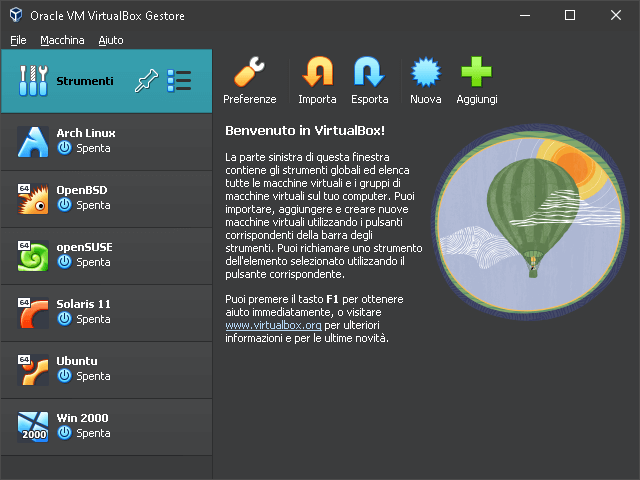 Oracle VM VirtualBox Gestore
File Macchina Aiuto
Strumenti
Preferenze Importa Esporta Nuova Aggiungi
Arch Linux
Spenta
64
OpenBSD
Spenta
64
openSUSE
Spenta
64
Solaris 11
Spenta
64
Ubuntu
Spenta
2000
Win 2000
Spenta
Benvenuto in VirtualBox!
La parte sinistra di questa finestra
contiene gli strumenti globali ed elenca
tutte le macchine virtuali e i gruppi di
macchine virtuali sul tuo computer. Puoi
importare, aggiungere e creare nuove
macchine virtuali utilizzando i pulsanti
corrispondenti della barra degli
strumenti. Puoi richiamare uno strumento
dell'elemento selezionato utilizzando il
pulsante corrispondente.
Puoi premere il tasto F1 per ottenere
aiuto immediatamente, o visitare
www.virtualbox.org per ulteriori
informazioni e per le ultime novità.